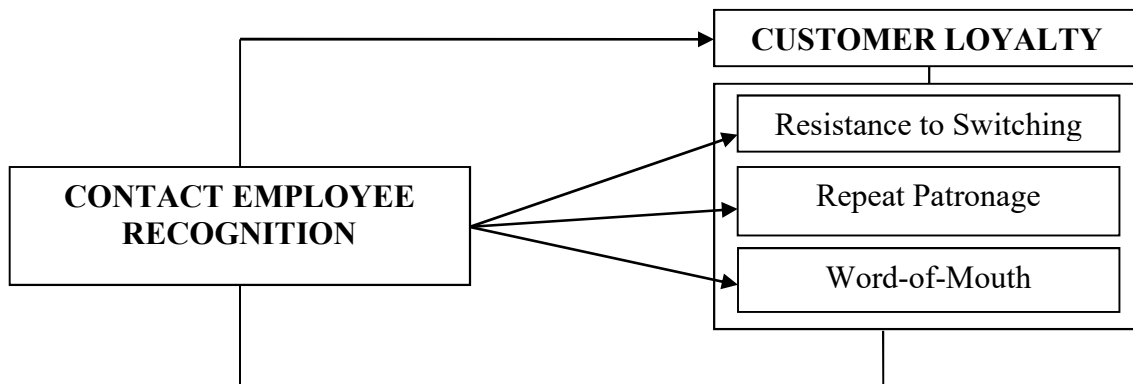 CUSTOMER LOYALTY
Resistance to Switching
CONTACT EMPLOYEE
RECOGNITION
Repeat Patronage
Word-of-Mouth